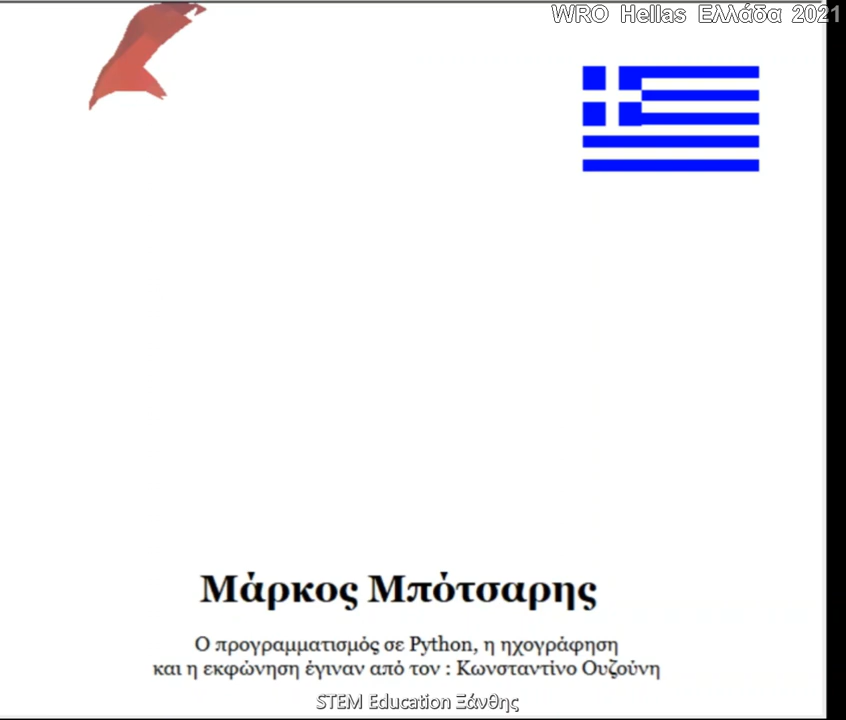 WRO Hellas Ελλάδα 2021
Μάρκος Μπότσαρης
Ο προγραμματισμός σε Python, η ηχογράφηση
και η εκφώνηση έγιναν από τον : Κωνσταντίνο Ουζούνη
STEM Education Ξάνθης